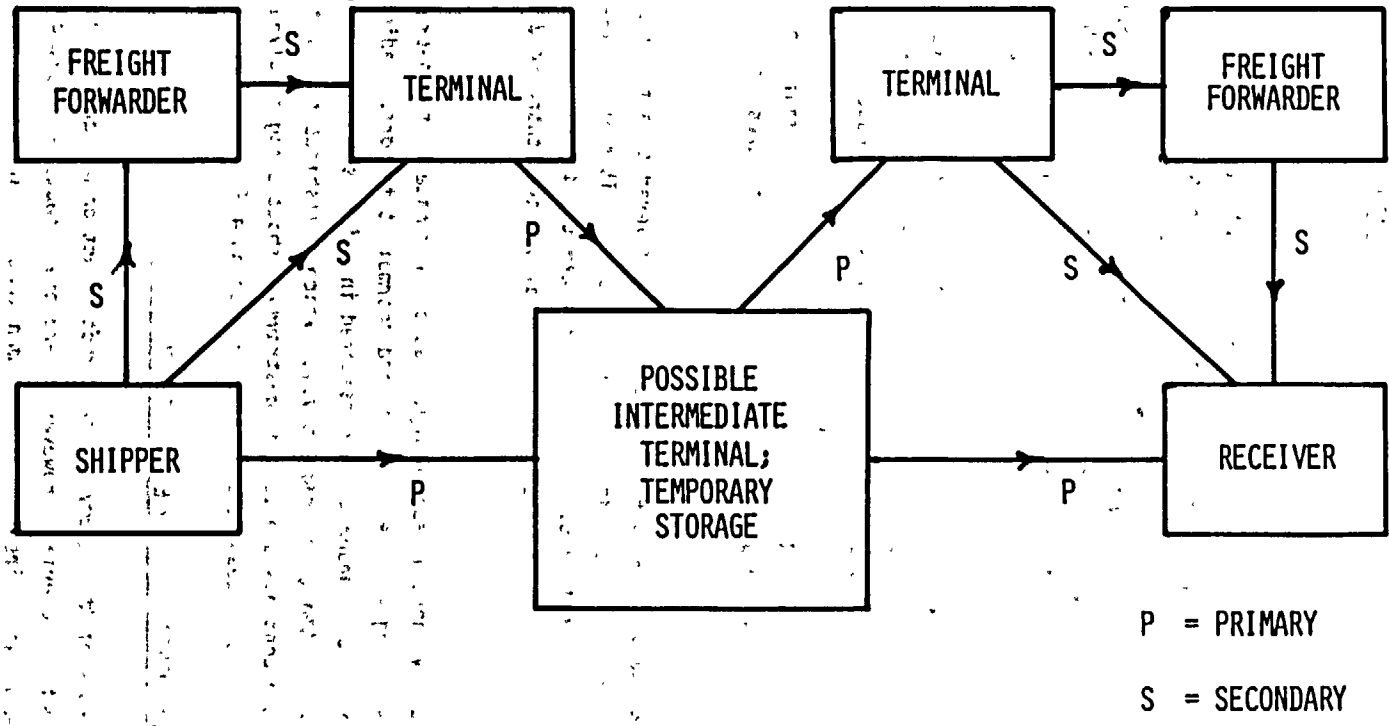 FREIGHT
FORWARDER
S
TERMINAL
TERMINAL
S
FREIGHT
FORWARDER
S
S
P
P
S
S
SHIPPER
P
POSSIBLE
INTERMEDIATE
TERMINAL;
TEMPORARY
STORAGE
P
RECEIVER
P = PRIMARY
S = SECONDARY